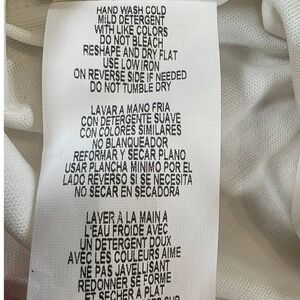 HAND WASH COLD
MILD DETERGENT
WITH LIKE COLORS
DO NOT BLEACH
RESHAPE AND DRY FLAT
USE LOW IRON
ON REVERSE SIDE IF NEEDED
DO NOT TUMBLE DRY
LAVAR A MANO FRIA
CON DETERGENTE SUAVE
CON COLORES SIMILARES
NO BLANQUEADOR
REFORMAR Y SECAR PLANO
USAR PLANCHA MINIMO POR EL
LADO REVERSO SI SE NECESITA
NO SECAR EN SECADORA
LAVER À LA MAIN À
L'EAU FROIDE AVEC
UN DETERGENT DOUX
AVEC LES COULEURS AIME
NE PAS JAVELLISANT
REDONNER SE FORME
ET SECHER A PLAT